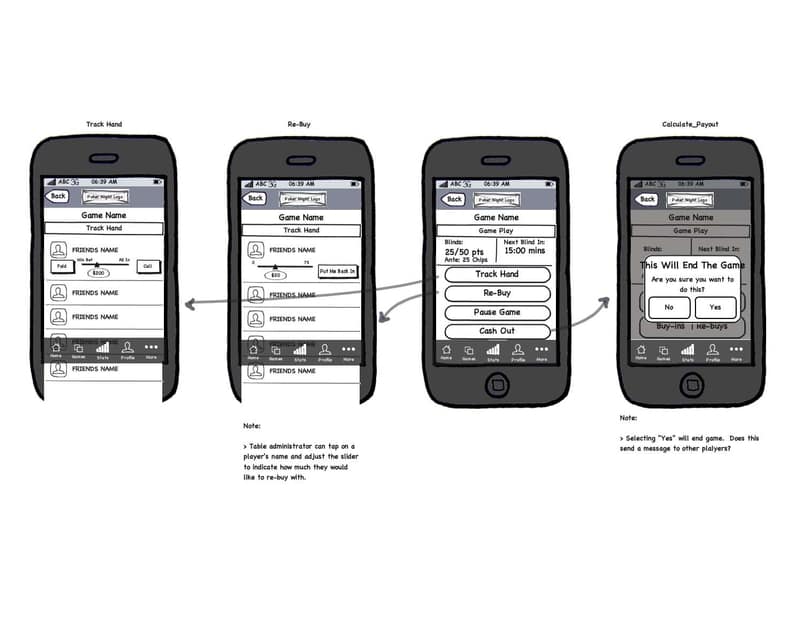 Track Hand
ABC 3G 06:39 AM
Back
Poker Night Logo
Game Name
Track Hand
FRIENDS NAME
Min Bet All In
Fold
$200
Call
FRIENDS NAME
FRIENDS NAME
FRIENDS NAME
Home Games Stats Profile More
FRIENDS NAME
Re-Buy
ABC 3G 06:39 AM
Back
Poker Night Logo
Game Name
Track Hand
FRIENDS NAME
0 75
$20
Put Me Back In
FRIENDS NAME
FRIENDS NAME
FRIENDS NAME
Home Games Stats Profile More
FRIENDS NAME
Note:
> Table administrator can tap on a
player's name and adjust the slider
to indicate how much they would
like to re-buy with.
ABC 3G 06:39 AM
Back
Poker Night Logo
Game Name
Game Play
Blinds:
25/50 pts
Ante: 25 Chips
Next Blind In:
15:00 mins
Track Hand
Re-Buy
Pause Game
Cash Out
Home Games Stats Profile More
Calculate_Payout
ABC 3G 06:39 AM
Back
Poker Night Logo
Game Name
Game Play
Blinds:
Next Blind In:
This Will End The Game
Are you sure you want to
do this?
No
Yes
Buy-ins | Re-buys
Home Games Stats Profile More
Note:
> Selecting "Yes" will end game. Does this
send a message to other plalyers?